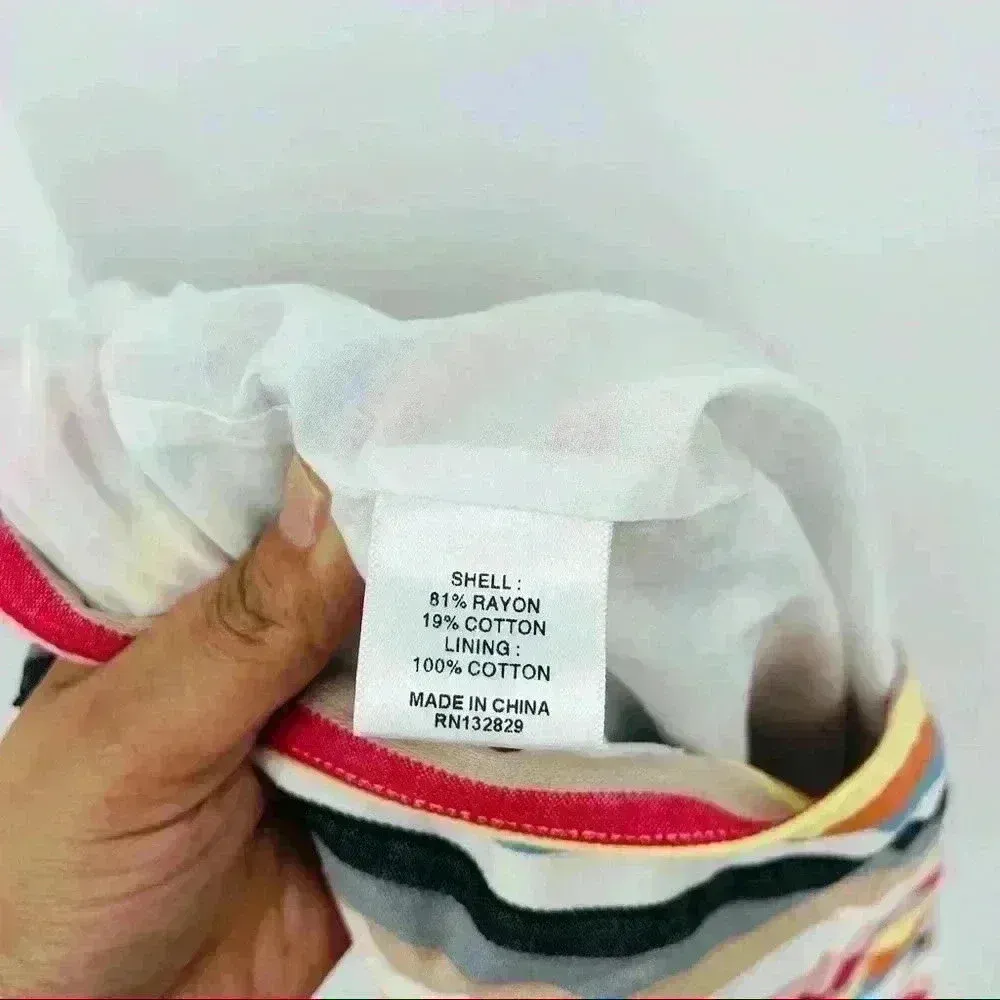 SHELL :
81% RAYON
19% COTTON
LINING :
100% COTTON
MADE IN CHINA
RN132829